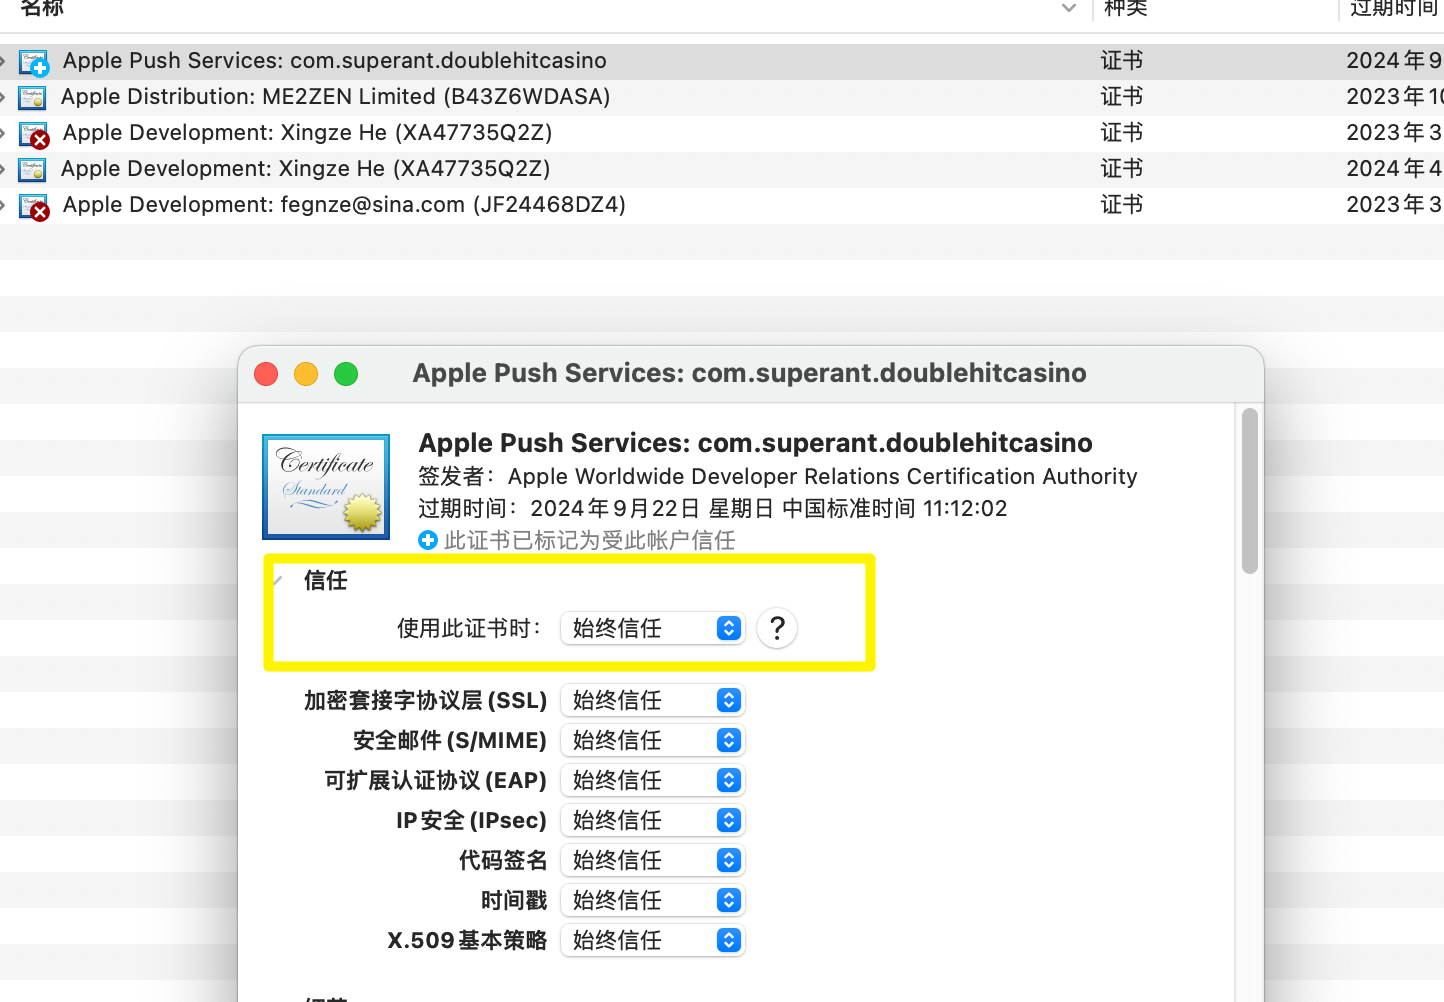 名称 种类 过期时间
Apple Push Services: com.superant.doublehitcasino 证书 2024年9
Apple Distribution: ME2ZEN Limited (B43Z6WDASA) 证书 2023年10
Apple Development: Xingze He (XA47735Q2Z) 证书 2023年3
Apple Development: Xingze He (XA47735Q2Z) 证书 2024年4
Apple Development: fegnze@sina.com (JF24468DZ4) 证书 2023年3
Apple Push Services: com.superant.doublehitcasino
Certificate
Standard
Apple Push Services: com.superant.doublehitcasino
签发者：Apple Worldwide Developer Relations Certification Authority
过期时间：2024年9月22日 星期日 中国标准时间 11:12:02
此证书已标记为受此帐户信任
信任
使用此证书时： 始终信任 ?
加密套接字协议层 (SSL) 始终信任
安全邮件 (S/MIME) 始终信任
可扩展认证协议 (EAP) 始终信任
IP 安全 (IPsec) 始终信任
代码签名 始终信任
时间戳 始终信任
X.509 基本策略 始终信任